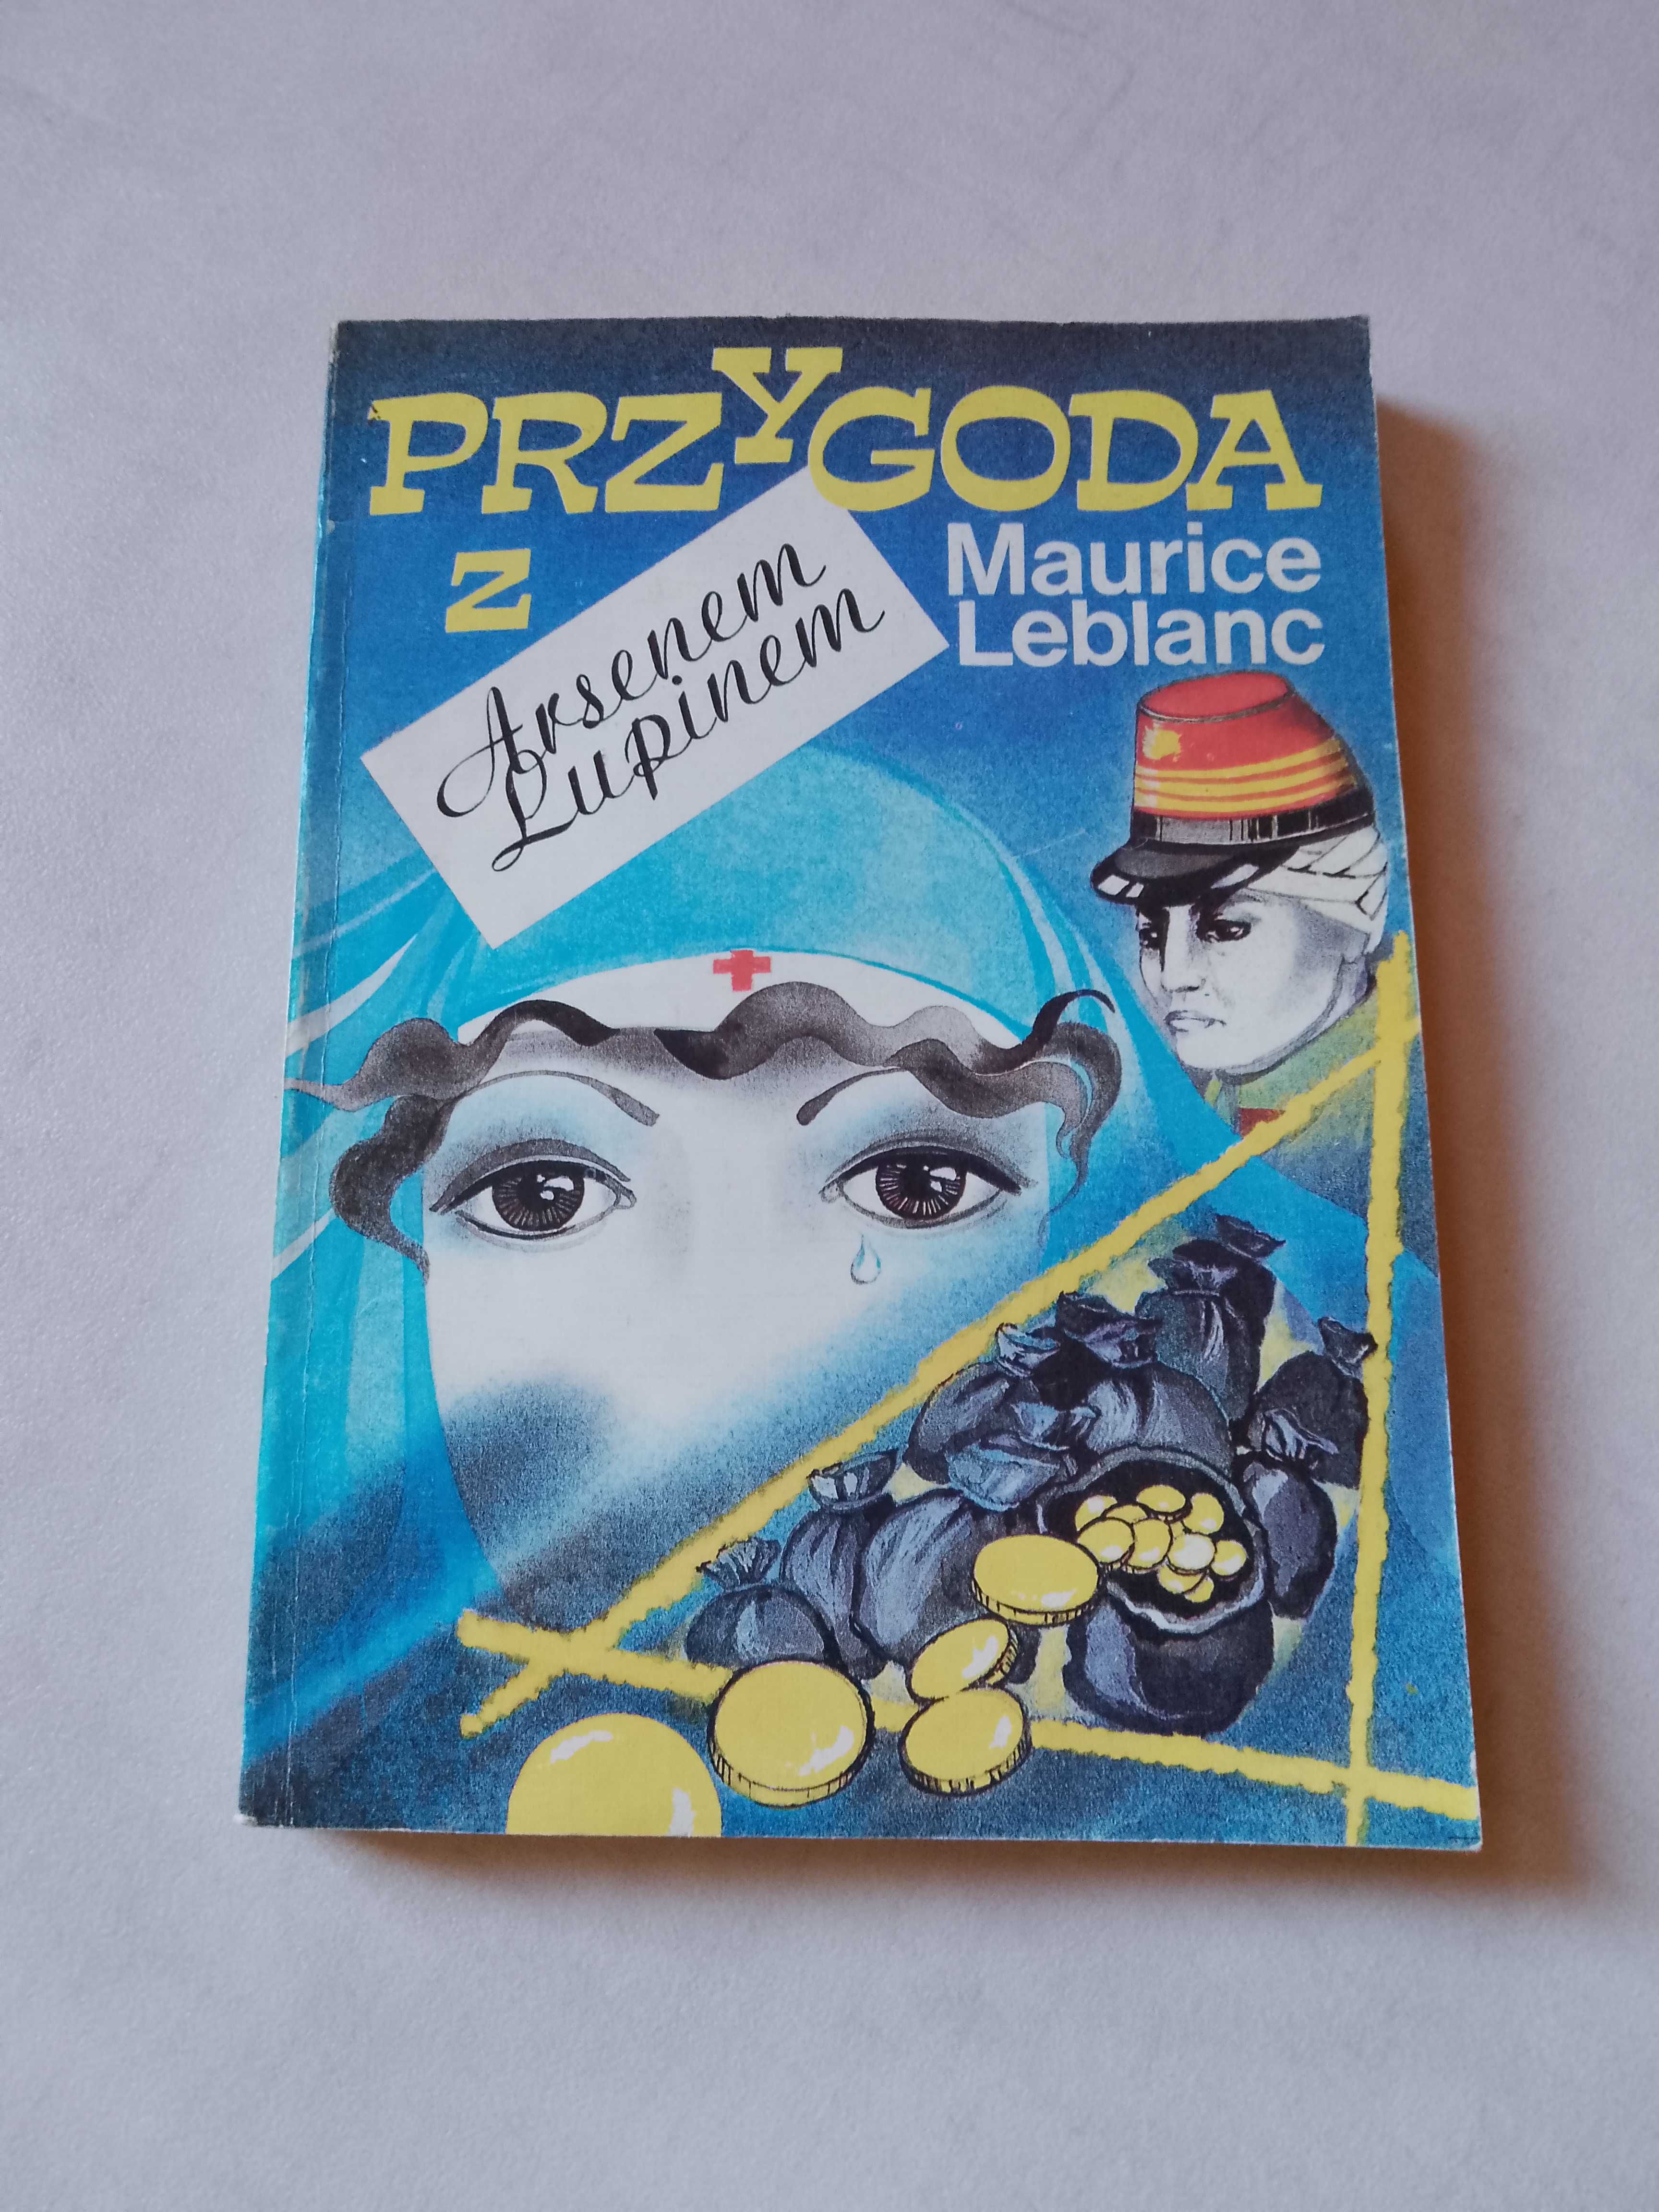 PRZYGODA
z
Arsenem
Lupinem
Maurice
Leblanc